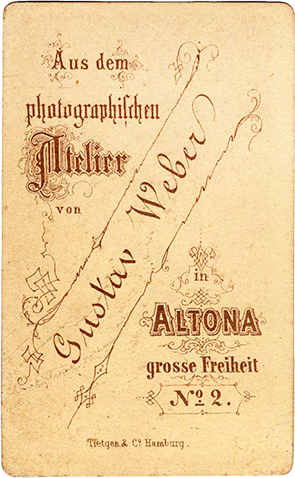 Aus dem
photographiſchen
Atelier
von
Gustav Weber
in
ALTONA
grosse Freiheit
No. 2.
Tietgen & Co. Hamburg.